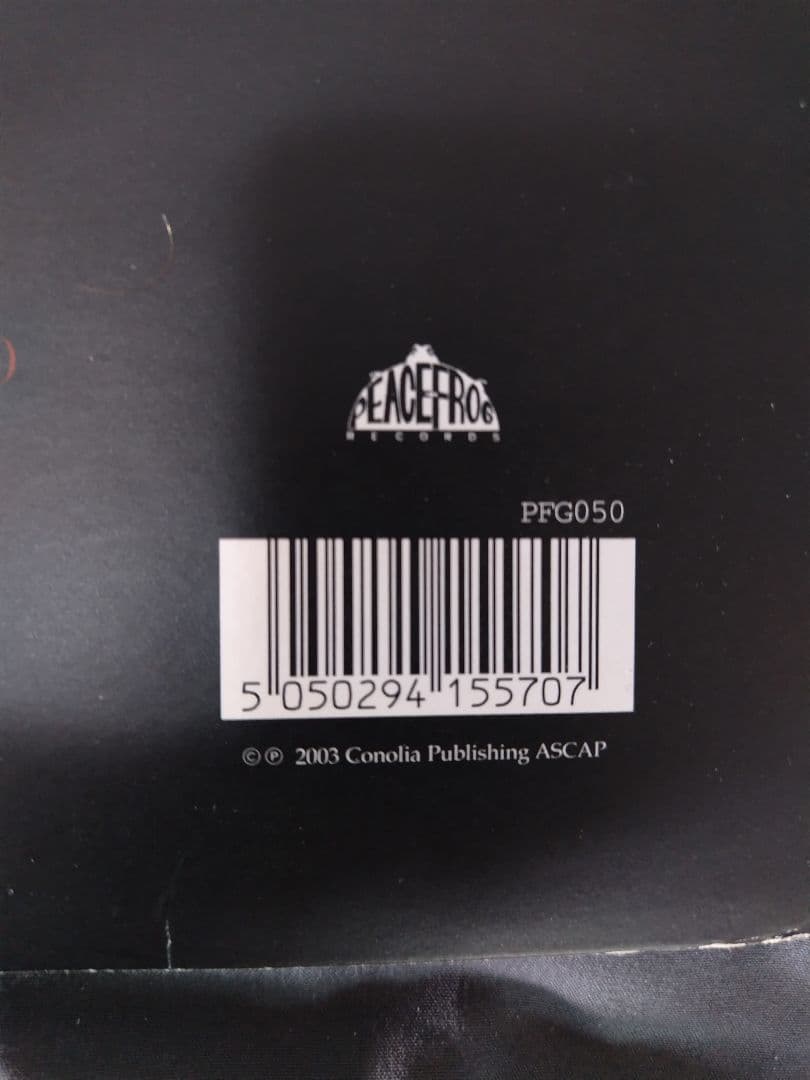 PEACEFROG
RECORDS
PFG050
5 050294 155707
© ℗ 2003 Conolia Publishing ASCAP